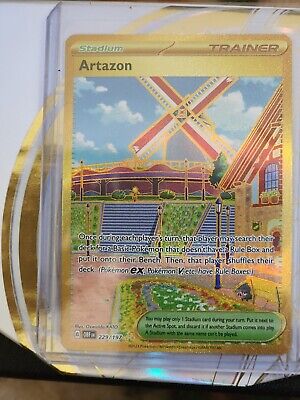 Stadium TRAINER
Artazon
Once during each player's turn, that player may search their
deck for a Basic Pokémon that doesn't have a Rule Box and
put it onto their Bench. Then, that player shuffles their
deck. (Pokémon ex, Pokémon V, etc. have Rule Boxes.)
Illus. Oswaldo KATO
229/197
You may play only 1 Stadium card during your turn. Put it next to
the Active Spot, and discard it if another Stadium comes into play.
A Stadium with the same name can't be played.